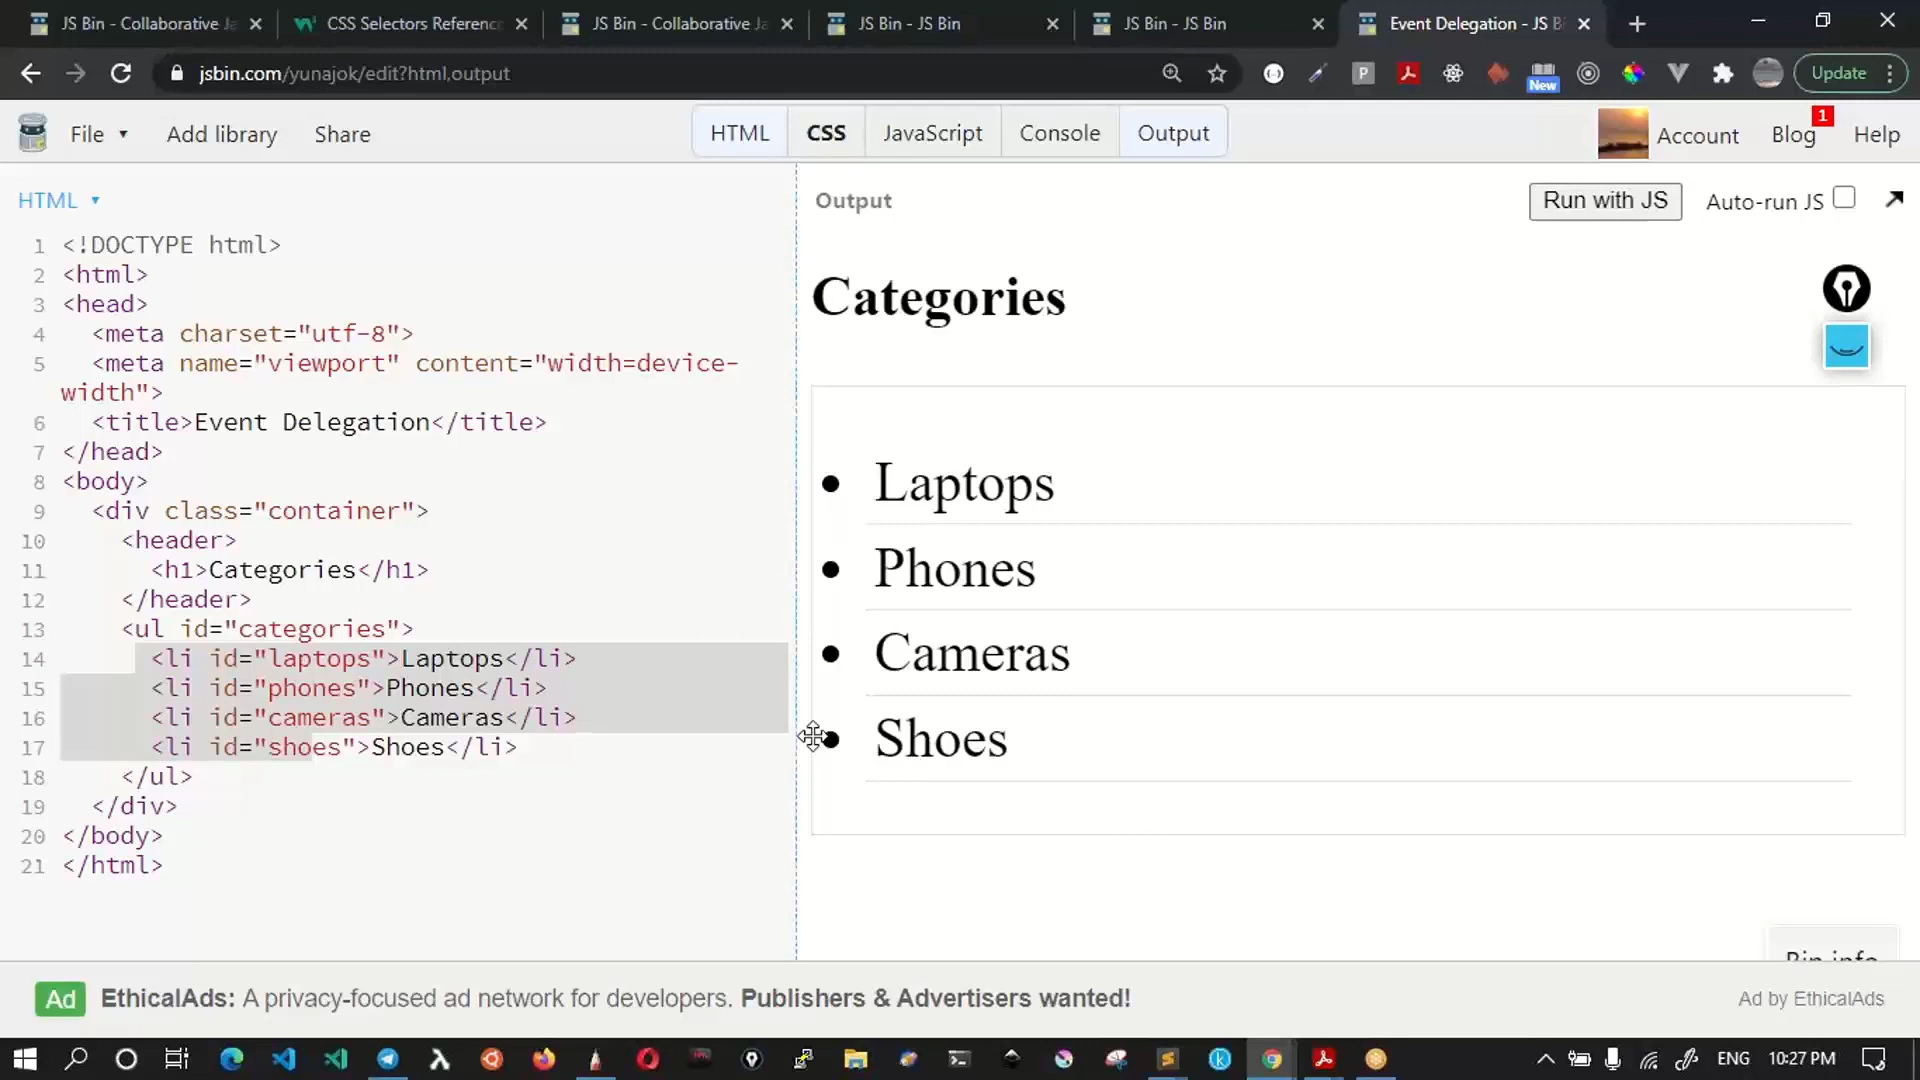 JS Bin - Collaborative Ja
CSS Selectors Reference
JS Bin - Collaborative Ja
JS Bin - JS Bin
JS Bin - JS Bin
Event Delegation - JS Bi
jsbin.com/yunajok/edit?html,output
P
New
Update
File
Add library
Share
HTML
CSS
JavaScript
Console
Output
Account
Blog
1
Help
HTML
Output
Run with JS
Auto-run JS
1 <!DOCTYPE html>
2 <html>
3 <head>
4 <meta charset="utf-8">
5 <meta name="viewport" content="width=device-
width">
6 <title>Event Delegation</title>
7 </head>
8 <body>
9 <div class="container">
10 <header>
11 <h1>Categories</h1>
12 </header>
13 <ul id="categories">
14 <li id="laptops">Laptops</li>
15 <li id="phones">Phones</li>
16 <li id="cameras">Cameras</li>
17 <li id="shoes">Shoes</li>
18 </ul>
19 </div>
20 </body>
21 </html>
Categories
Laptops
Phones
Cameras
Shoes
Bin info
Ad
EthicalAds: A privacy-focused ad network for developers. Publishers & Advertisers wanted!
Ad by EthicalAds
ENG
10:27 PM